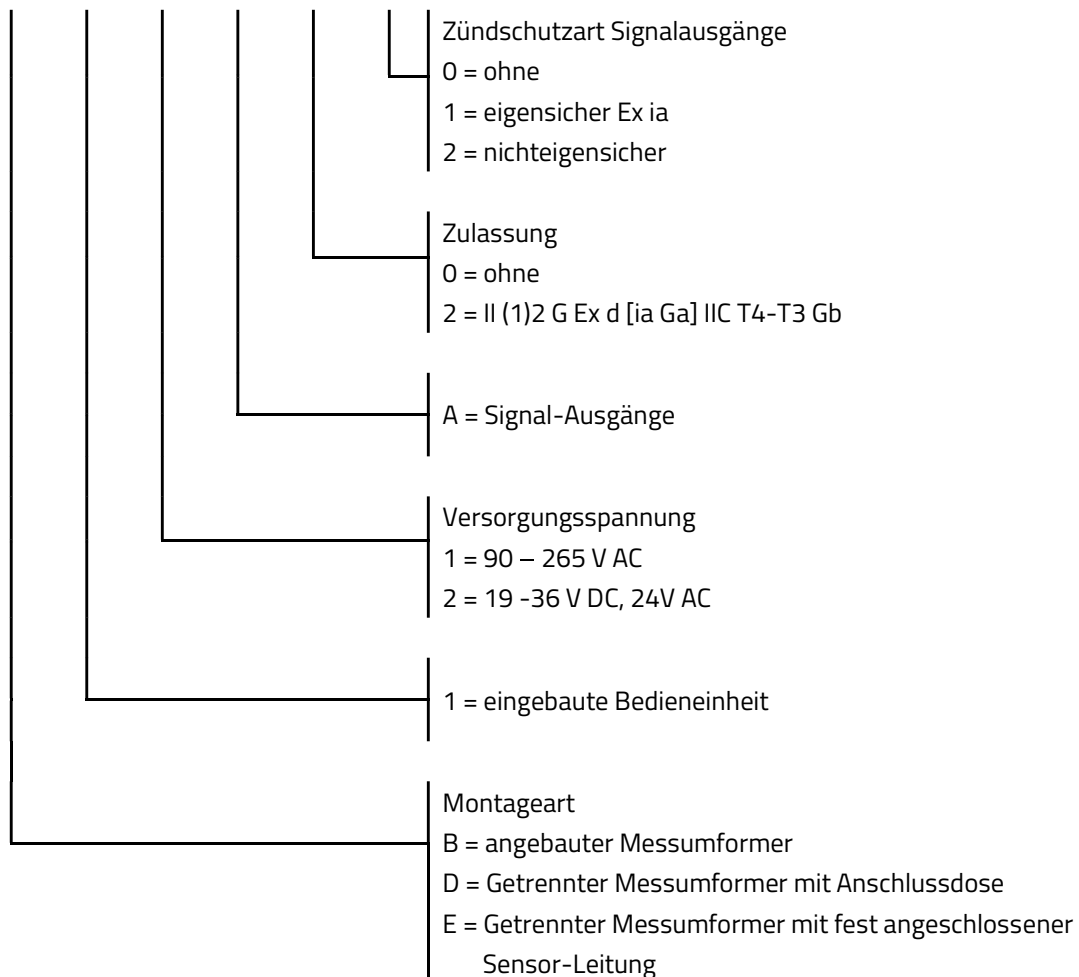 Zündschutzart Signalausgänge
0 = ohne
1 = eigensicher Ex ia
2 = nichteigensicher
Zulassung
0 = ohne
2 = II (1)2 G Ex d [ia Ga] IIC T4-T3 Gb
A = Signal-Ausgänge
Versorgungsspannung
1 = 90 – 265 V AC
2 = 19 -36 V DC, 24V AC
1 = eingebaute Bedieneinheit
Montageart
B = angebauter Messumformer
D = Getrennter Messumformer mit Anschlussdose
E = Getrennter Messumformer mit fest angeschlossener
Sensor-Leitung